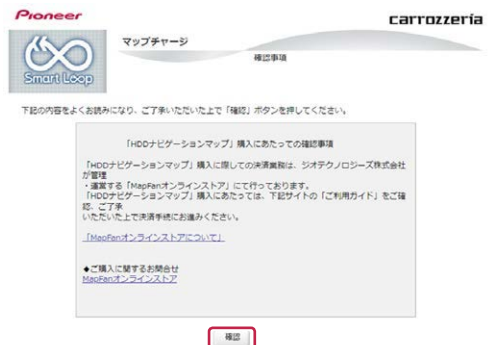 Pioneer
carrozzeria
Smart Loop
マップチャージ
確認事項
下記の内容をよくお読みになり、ご了承いただいた上で「確認」ボタンを押してください。
「HDDナビゲーションマップ」購入にあたっての確認事項
「HDDナビゲーションマップ」購入に際しての決済業務は、ジオテクノロジーズ株式会社
が管理
・運営する「MapFanオンラインストア」にて行っております。
「HDDナビゲーションマップ」購入にあたっては、下記サイトの「ご利用ガイド」をご確
認、ご了承
いただいた上で決済手続にお進みください。
「MapFanオンラインストアについて」
◆ご購入に関するお問合せ
MapFanオンラインストア
確認